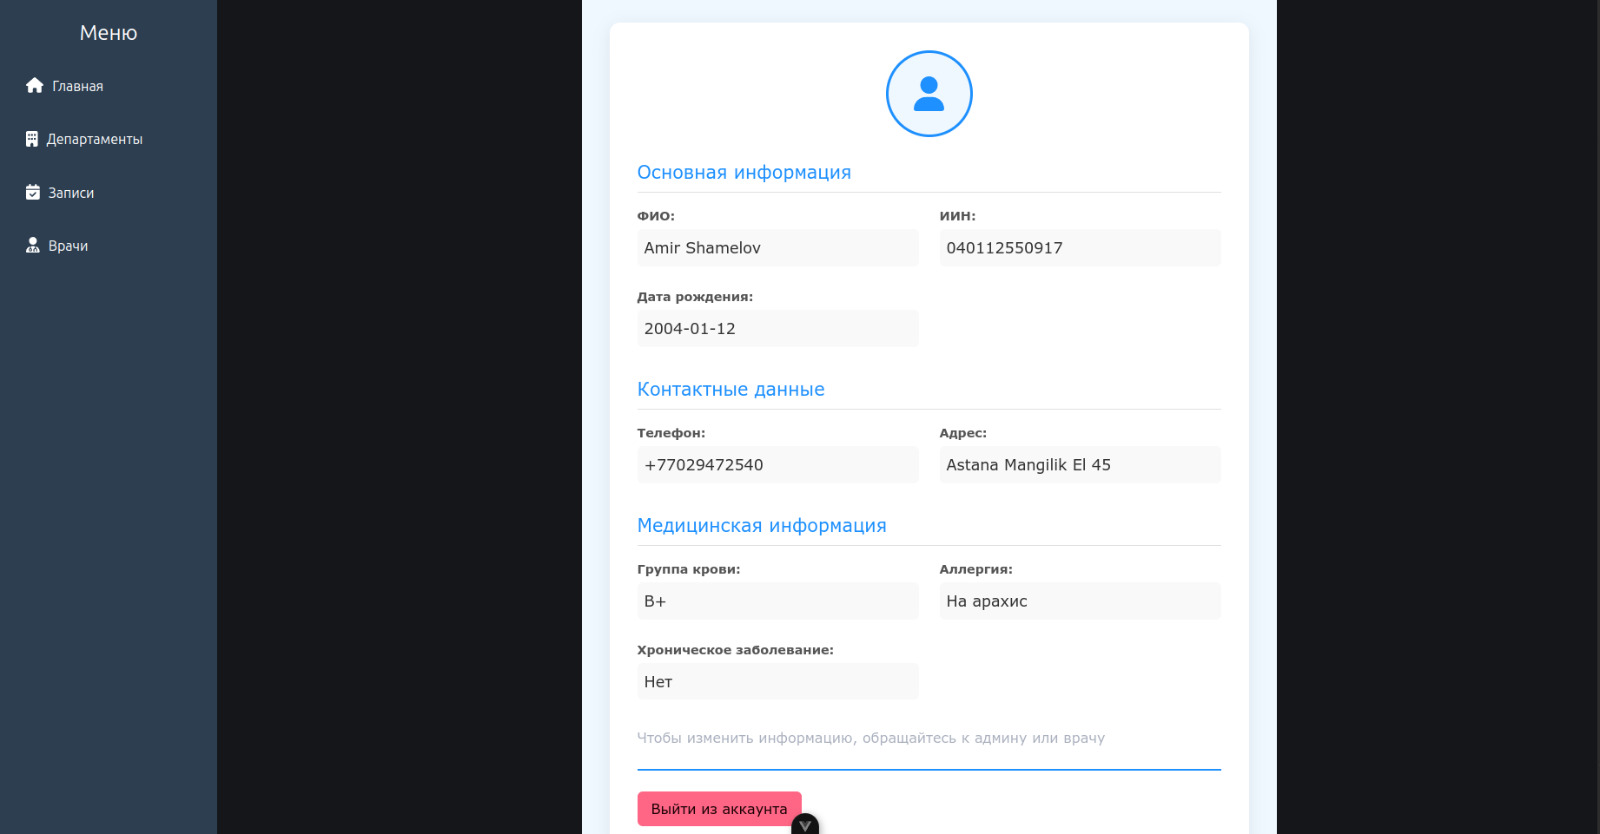 Меню
Главная
Департаменты
Записи
Врачи
Основная информация
ФИО:
ИИН:
Amir Shamelov
040112550917
Дата рождения:
2004-01-12
Контактные данные
Телефон:
Адрес:
+77029472540
Astana Mangilik El 45
Медицинская информация
Группа крови:
Аллергия:
B+
На арахис
Хроническое заболевание:
Нет
Чтобы изменить информацию, обращайтесь к админу или врачу
Выйти из аккаунта